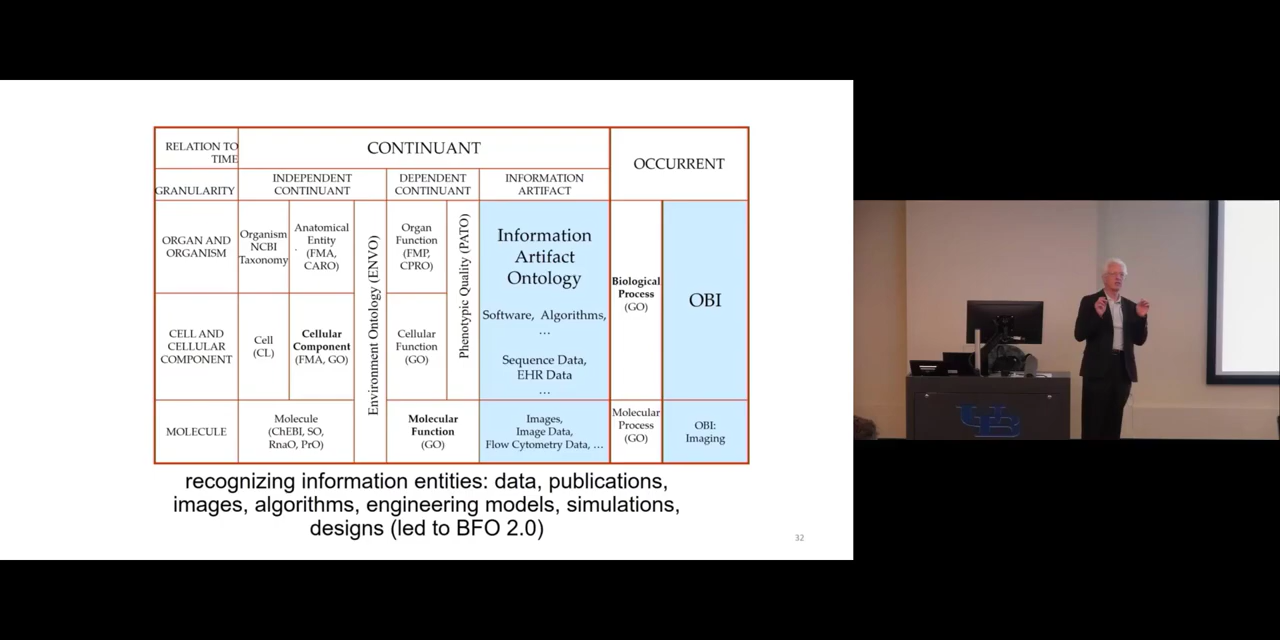 RELATION TO
TIME
CONTINUANT
OCCURRENT
GRANULARITY
INDEPENDENT
CONTINUANT
DEPENDENT
CONTINUANT
INFORMATION
ARTIFACT
ORGAN AND
ORGANISM
Organism
NCBI
Taxonomy
Anatomical
Entity
(FMA,
CARO)
Environment Ontology (ENVO)
Organ
Function
(FMP,
CPRO)
Phenotypic Quality (PATO)
Information
Artifact
Ontology
Software, Algorithms,
…
Sequence Data,
EHR Data
…
Biological
Process
(GO)
OBI
CELL AND
CELLULAR
COMPONENT
Cell
(CL)
Cellular
Component
(FMA, GO)
Cellular
Function
(GO)
MOLECULE
Molecule
(ChEBI, SO,
RnaO, PrO)
Molecular
Function
(GO)
Images,
Image Data,
Flow Cytometry Data, …
Molecular
Process
(GO)
OBI:
Imaging
recognizing information entities: data, publications,
images, algorithms, engineering models, simulations,
designs (led to BFO 2.0)
32
UB